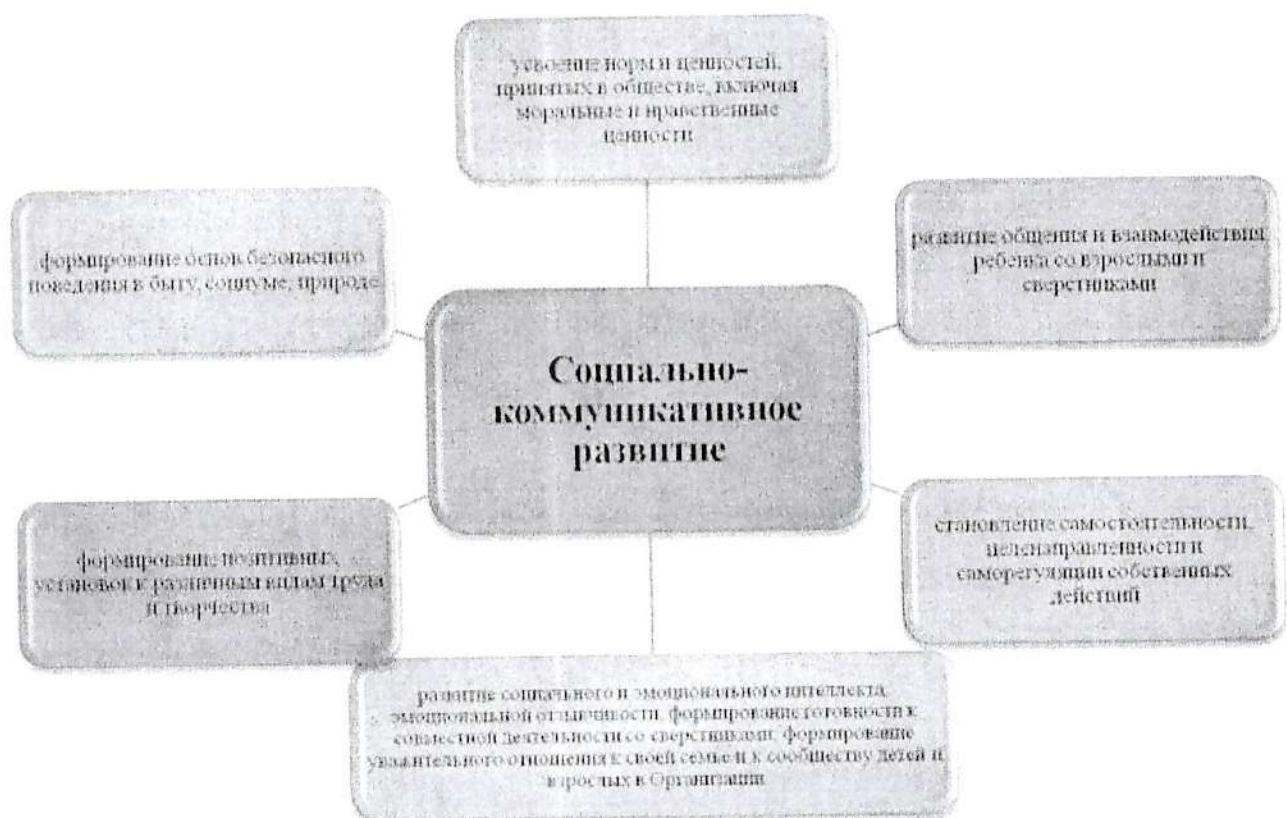 усвоение норм и ценностей,
принятых в обществе, включая
моральные и нравственные
ценности
формирование основ безопасного
поведения в быту, социуме, природе
развитие общения и взаимодействия
ребенка со взрослыми и
сверстниками
Социально-
коммуникативное
развитие
формирование позитивных
установок к различным видам труда
и творчества
становление самостоятельности,
целенаправленности и
саморегуляции собственных
действий
развитие социального и эмоционального интеллекта,
эмоциональной отзывчивости, формирование готовности к
совместной деятельности со сверстниками, формирование
уважительного отношения к своей семье и к сообществу детей и
взрослых в Организации